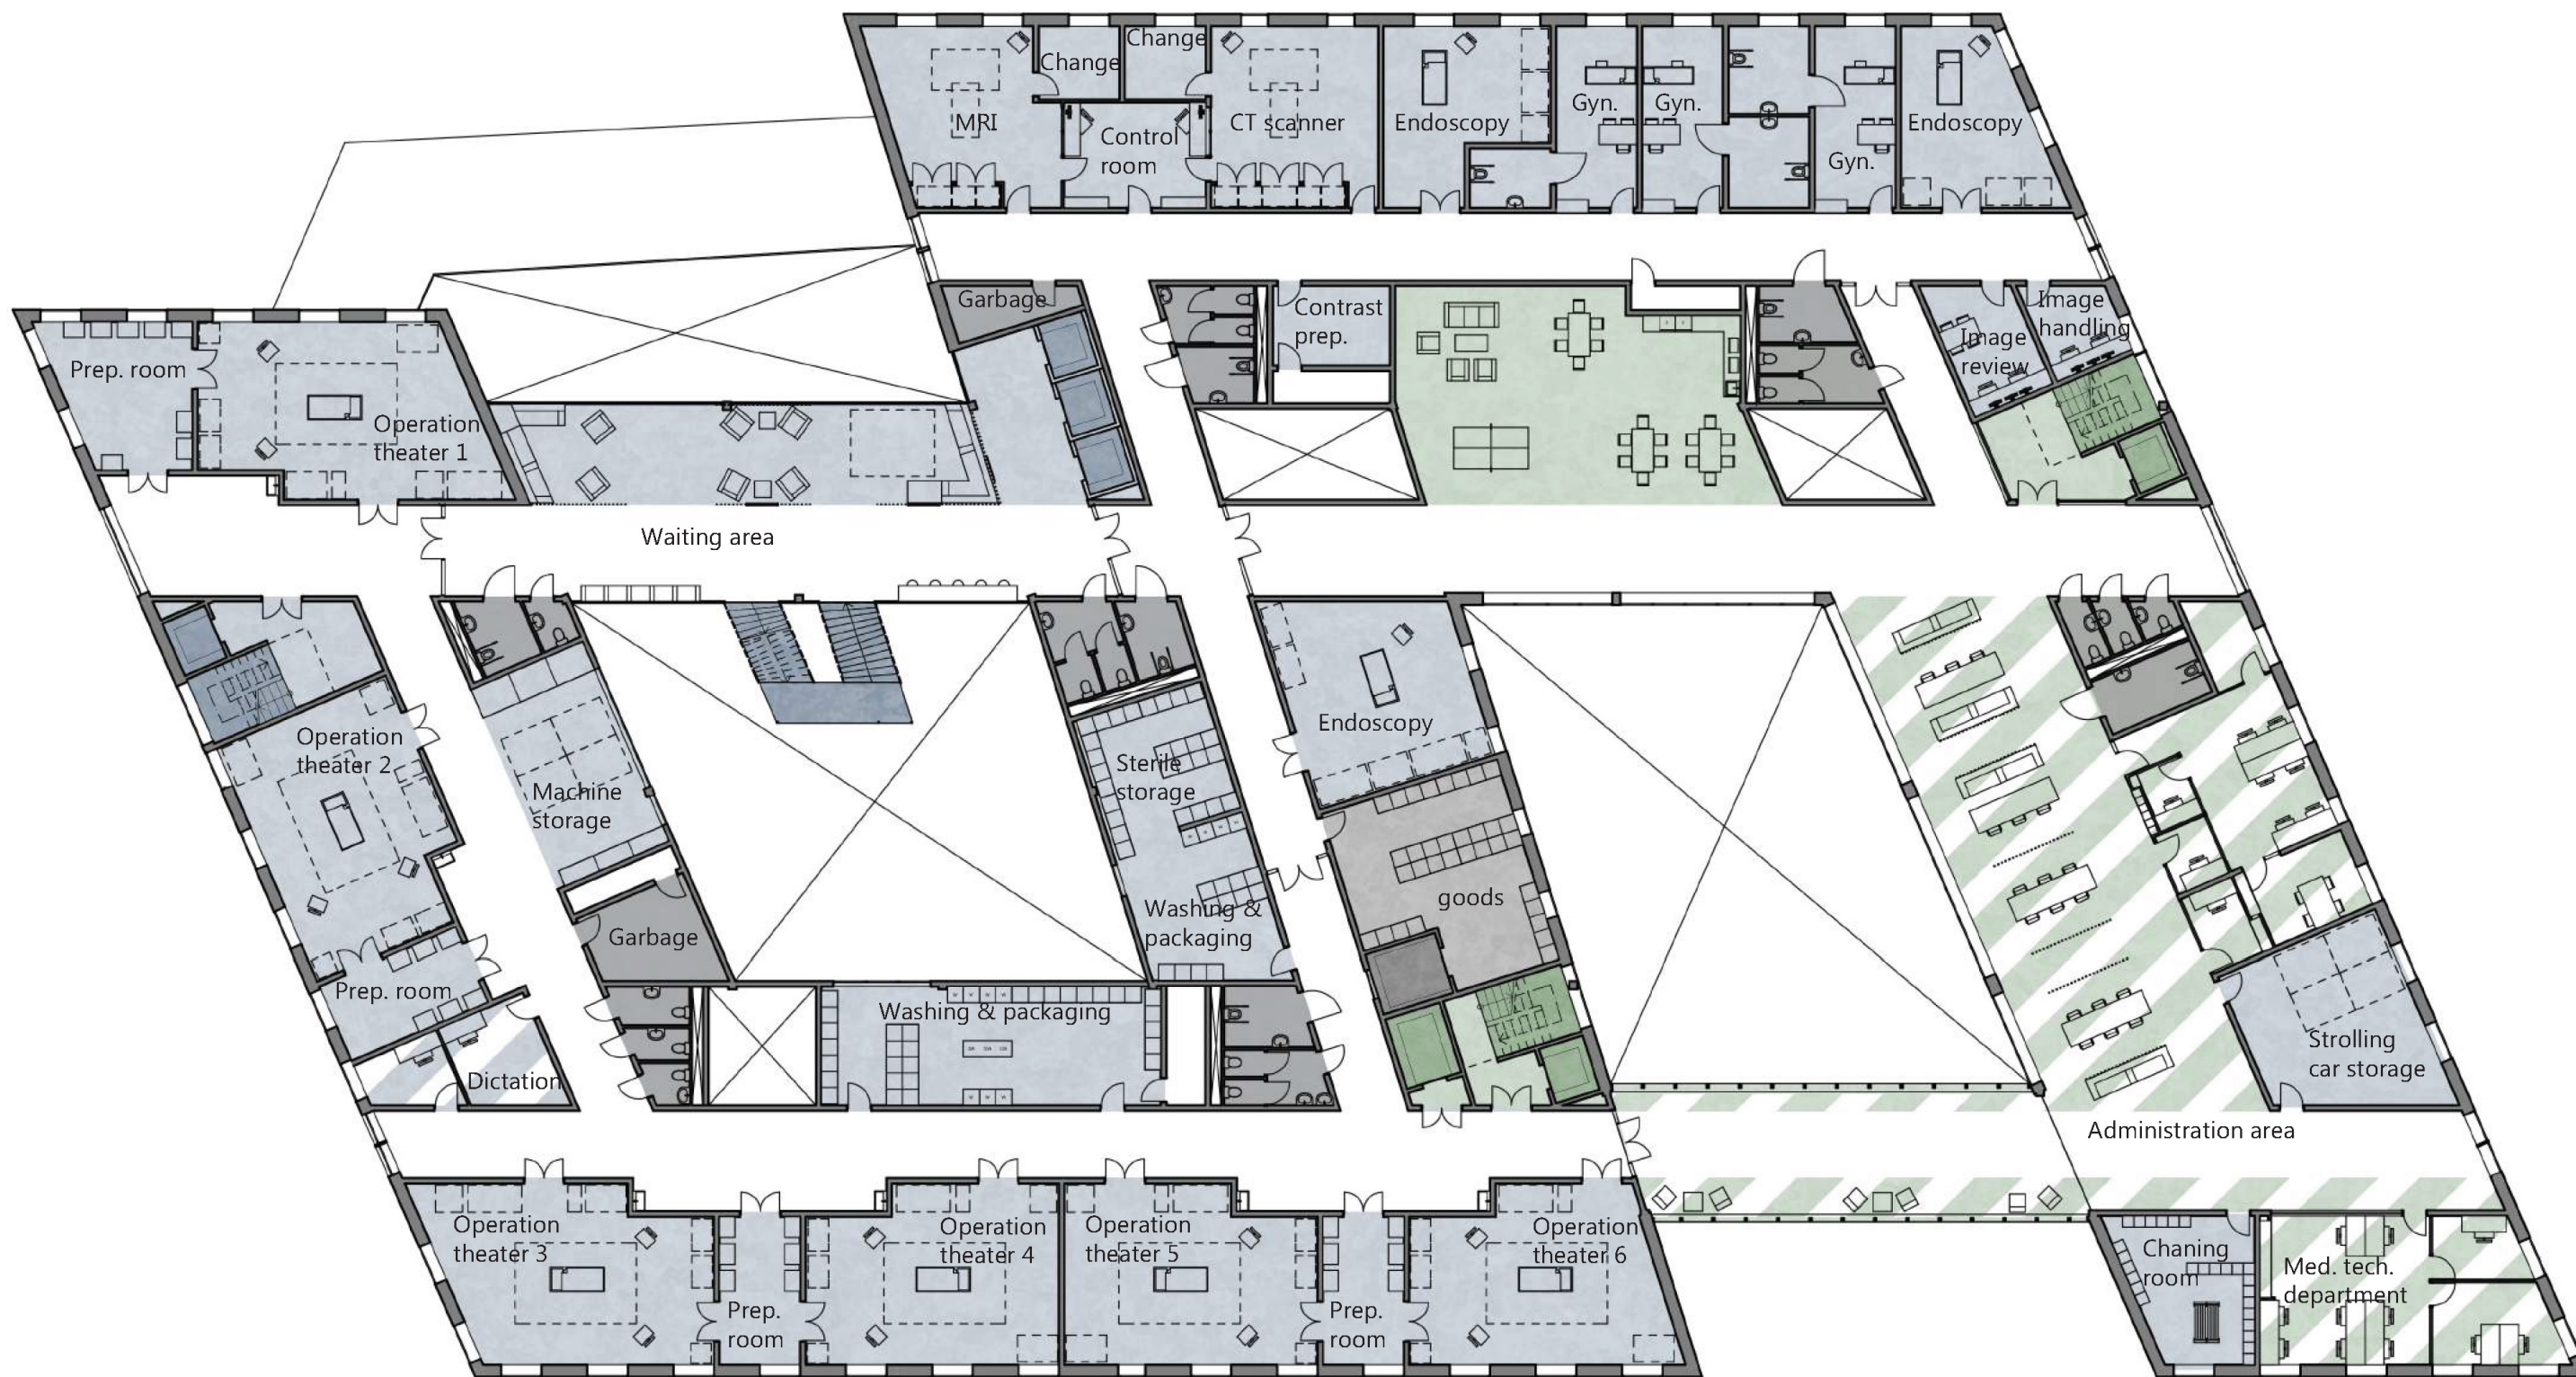 Change
Change
MRI
Control
room
CT scanner
Endoscopy
Gyn.
Gyn.
Gyn.
Endoscopy
Garbage
Contrast
prep.
Image
handling
Image
review
Prep. room
Operation
theater 1
Waiting area
Operation
theater 2
Machine
storage
Sterile
storage
Endoscopy
Washing &
packaging
goods
Garbage
Prep. room
Washing & packaging
Dictation
Strolling
car storage
Administration area
Operation
theater 3
Operation
theater 4
Operation
theater 5
Operation
theater 6
Prep.
room
Prep.
room
Chaning
room
Med. tech.
department